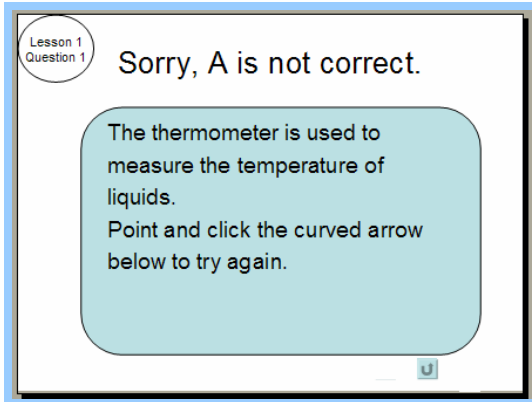 Lesson 1
Question 1
Sorry, A is not correct.
The thermometer is used to
measure the temperature of
liquids.
Point and click the curved arrow
below to try again.